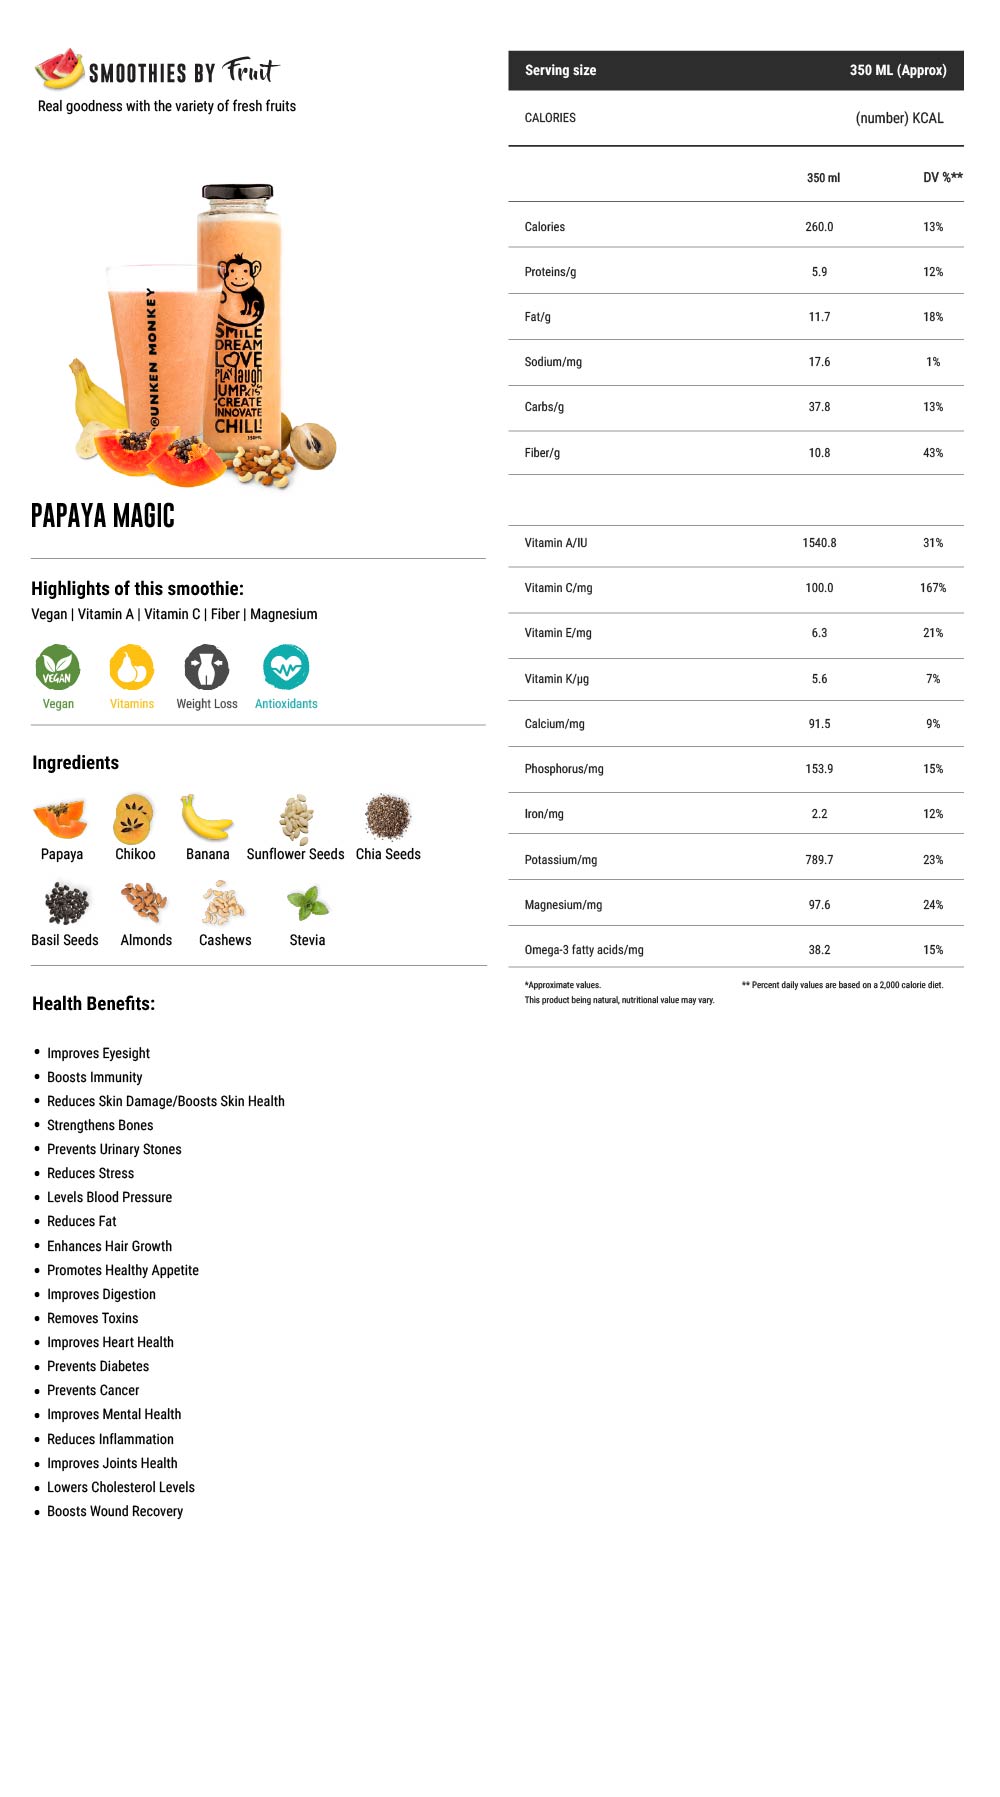 SMOOTHIES BY Fruit
Real goodness with the variety of fresh fruits
UNKEN MONKEY
SMILE
DREAM
LOVE
PLAY laugh
JUMP KISS
CREATE
INNOVATE
CHILL!
350ML
PAPAYA MAGIC
Highlights of this smoothie:
Vegan | Vitamin A | Vitamin C | Fiber | Magnesium
VEGAN
Vegan Vitamins Weight Loss Antioxidants
Ingredients
Papaya Chikoo Banana Sunflower Seeds Chia Seeds
Basil Seeds Almonds Cashews Stevia
Health Benefits:
• Improves Eyesight
• Boosts Immunity
• Reduces Skin Damage/Boosts Skin Health
• Strengthens Bones
• Prevents Urinary Stones
• Reduces Stress
• Levels Blood Pressure
• Reduces Fat
• Enhances Hair Growth
• Promotes Healthy Appetite
• Improves Digestion
• Removes Toxins
• Improves Heart Health
• Prevents Diabetes
• Prevents Cancer
• Improves Mental Health
• Reduces Inflammation
• Improves Joints Health
• Lowers Cholesterol Levels
• Boosts Wound Recovery
Serving size 350 ML (Approx)
CALORIES (number) KCAL
350 ml DV %**
Calories 260.0 13%
Proteins/g 5.9 12%
Fat/g 11.7 18%
Sodium/mg 17.6 1%
Carbs/g 37.8 13%
Fiber/g 10.8 43%
Vitamin A/IU 1540.8 31%
Vitamin C/mg 100.0 167%
Vitamin E/mg 6.3 21%
Vitamin K/µg 5.6 7%
Calcium/mg 91.5 9%
Phosphorus/mg 153.9 15%
Iron/mg 2.2 12%
Potassium/mg 789.7 23%
Magnesium/mg 97.6 24%
Omega-3 fatty acids/mg 38.2 15%
*Approximate values. ** Percent daily values are based on a 2,000 calorie diet.
This product being natural, nutritional value may vary.